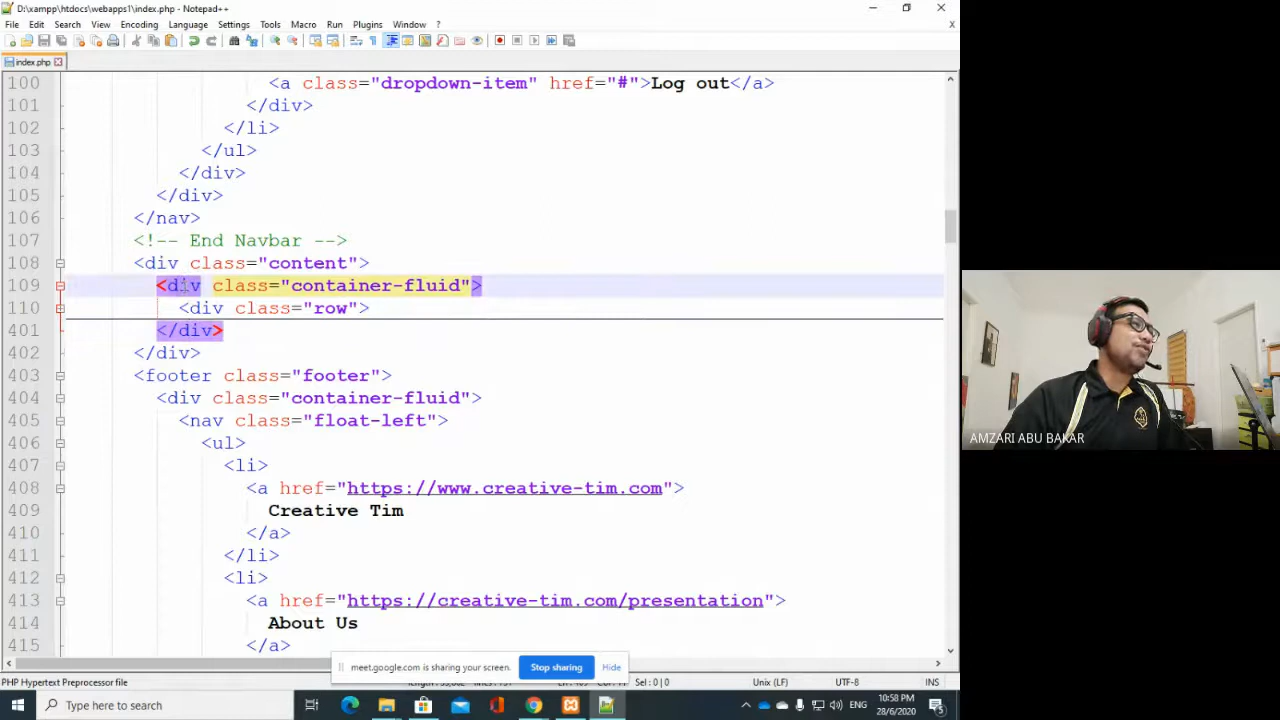 D:\xampp\htdocs\webapps1\index.php - Notepad++
File Edit Search View Encoding Language Settings Tools Macro Run Plugins Window ?
X
index.php
100 <a class="dropdown-item" href="#">Log out</a>
101 </div>
102 </li>
103 </ul>
104 </div>
105 </div>
106 </nav>
107 <!-- End Navbar -->
108 <div class="content">
109 <div class="container-fluid">
110 <div class="row">
401 </div>
402 </div>
403 <footer class="footer">
404 <div class="container-fluid">
405 <nav class="float-left">
406 <ul>
407 <li>
408 <a href="https://www.creative-tim.com">
409 Creative Tim
410 </a>
411 </li>
412 <li>
413 <a href="https://creative-tim.com/presentation">
414 About Us
415 </a>
AMZARI ABU BAKAR
meet.google.com is sharing your screen. Stop sharing Hide
PHP Hypertext Preprocessor file Sel : 0 | 0 Unix (LF) UTF-8 INS
Type here to search
ENG 10:58 PM
28/6/2020